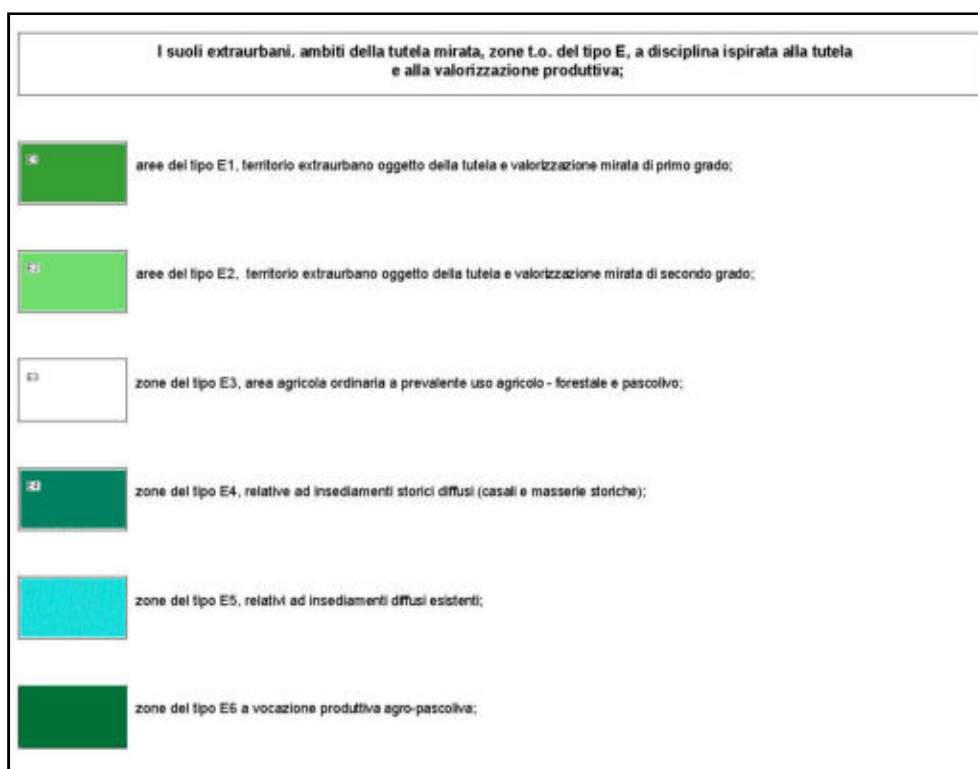 I suoli extraurbani. ambiti della tutela mirata, zone t.o. del tipo E, a disciplina ispirata alla tutela
e alla valorizzazione produttiva;
aree del tipo E1, territorio extraurbano oggetto della tutela e valorizzazione mirata di primo grado;
aree del tipo E2, territorio extraurbano oggetto della tutela e valorizzazione mirata di secondo grado;
E3
zone del tipo E3, area agricola ordinaria a prevalente uso agricolo - forestale e pascolivo;
E4
zone del tipo E4, relative ad insediamenti storici diffusi (casali e masserie storiche);
zone del tipo E5, relativi ad insediamenti diffusi esistenti;
zone del tipo E6 a vocazione produttiva agro-pascoliva;